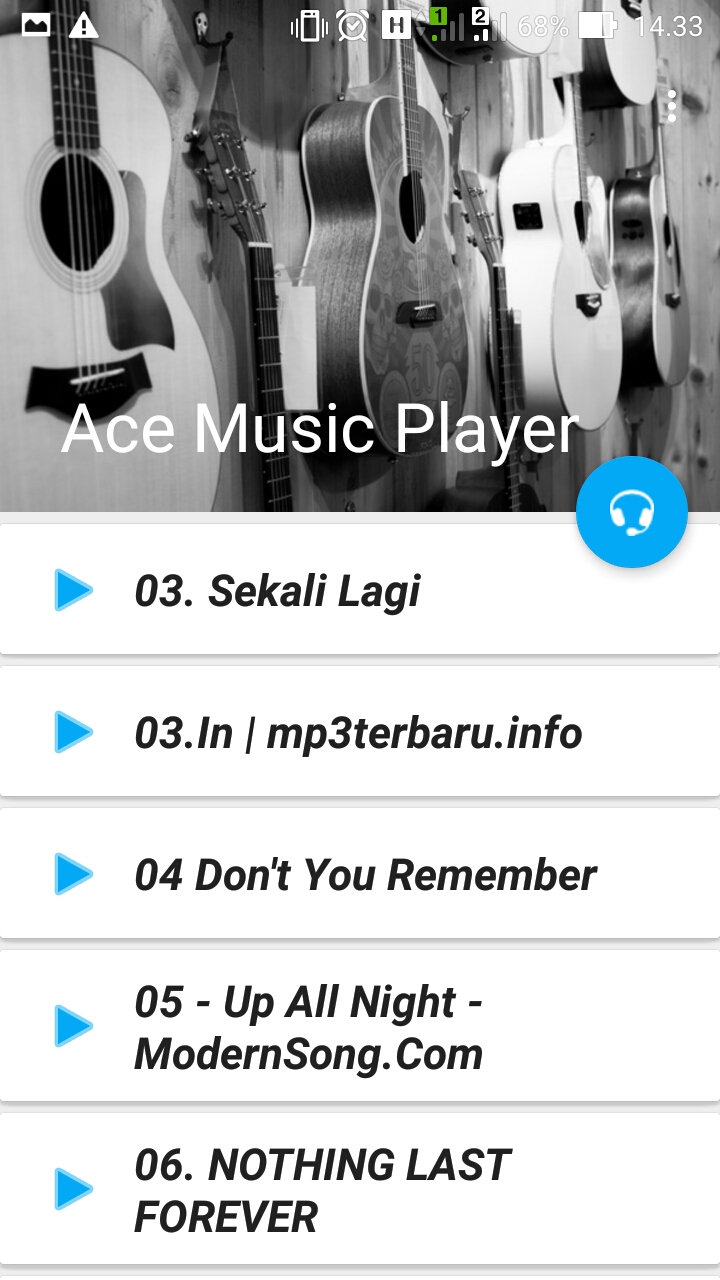 H 1 2 68% 14.33
Ace Music Player
03. Sekali Lagi
03.In | mp3terbaru.info
04 Don't You Remember
05 - Up All Night -
ModernSong.Com
06. NOTHING LAST
FOREVER